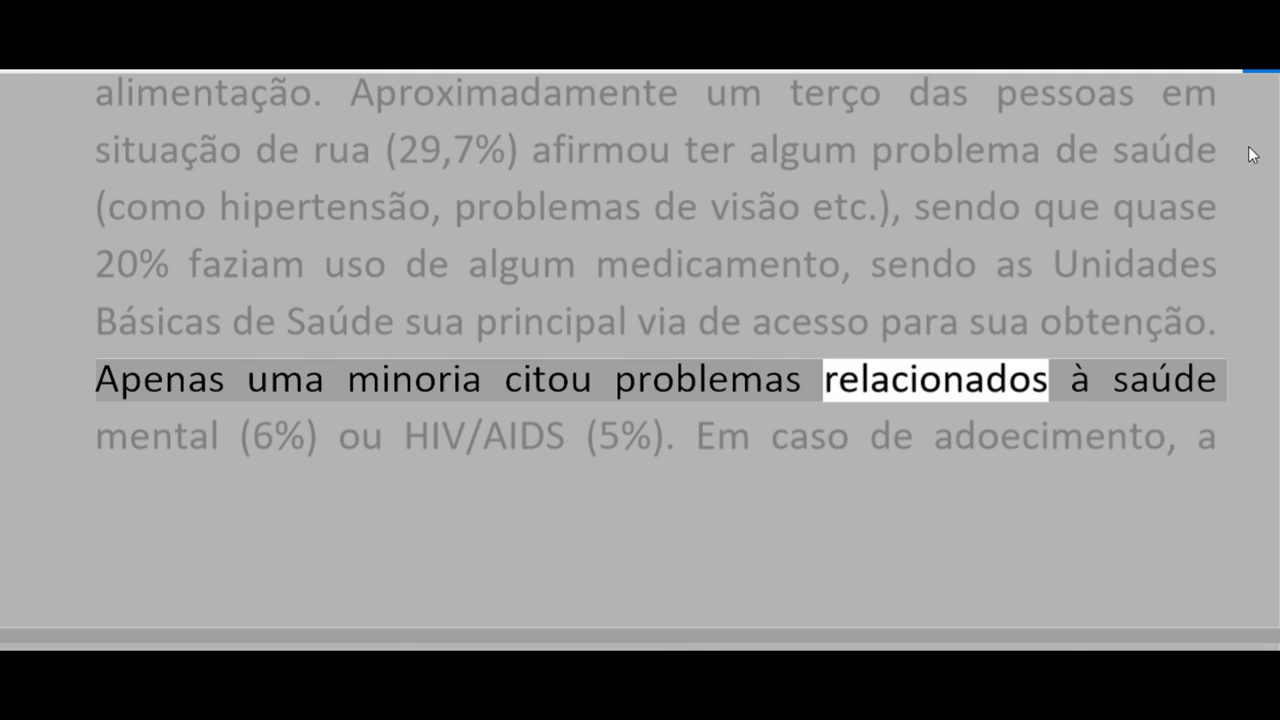 alimentação. Aproximadamente um terço das pessoas em
situação de rua (29,7%) afirmou ter algum problema de saúde
(como hipertensão, problemas de visão etc.), sendo que quase
20% faziam uso de algum medicamento, sendo as Unidades
Básicas de Saúde sua principal via de acesso para sua obtenção.
Apenas uma minoria citou problemas relacionados à saúde
mental (6%) ou HIV/AIDS (5%). Em caso de adoecimento, a